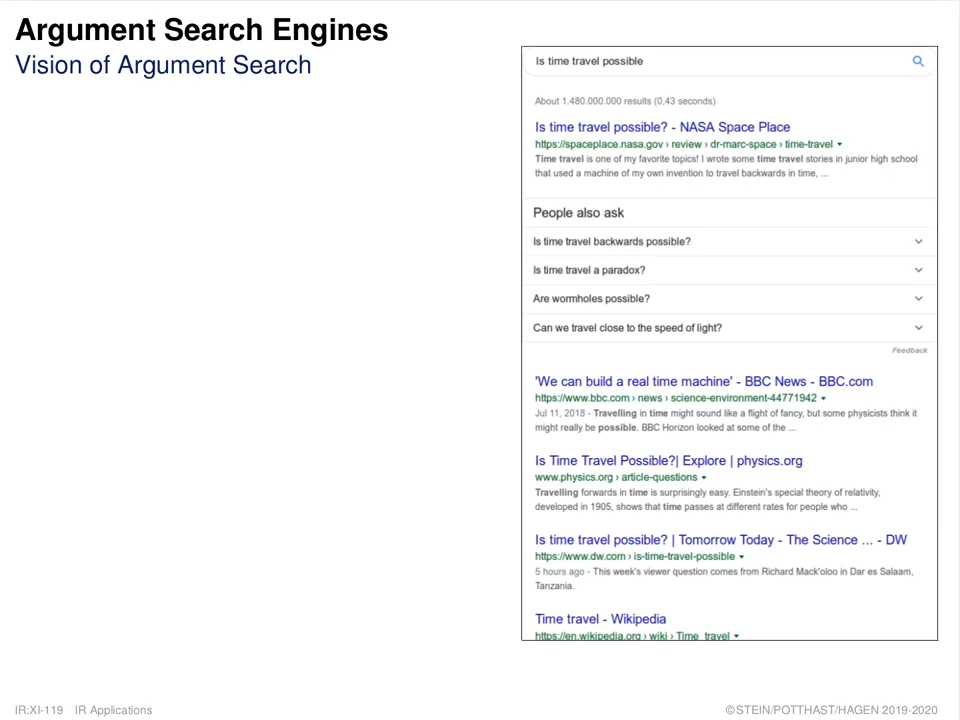 Argument Search Engines
Vision of Argument Search
Is time travel possible
About 1.480.000.000 results (0,43 seconds)
Is time travel possible? - NASA Space Place
https://spaceplace.nasa.gov › review › dr-marc-space › time-travel
Time travel is one of my favorite topics! I wrote some time travel stories in junior high school
that used a machine of my own invention to travel backwards in time, ...
People also ask
Is time travel backwards possible?
Is time travel a paradox?
Are wormholes possible?
Can we travel close to the speed of light?
Feedback
'We can build a real time machine' - BBC News - BBC.com
https://www.bbc.com › news › science-environment-44771942
Jul 11, 2018 - Travelling in time might sound like a flight of fancy, but some physicists think it
might really be possible. BBC Horizon looked at some of the ...
Is Time Travel Possible?| Explore | physics.org
www.physics.org › article-questions
Travelling forwards in time is surprisingly easy. Einstein's special theory of relativity,
developed in 1905, shows that time passes at different rates for people who ...
Is time travel possible? | Tomorrow Today - The Science ... - DW
https://www.dw.com › is-time-travel-possible
5 hours ago - This week's viewer question comes from Richard Mack'oloo in Dar es Salaam,
Tanzania.
Time travel - Wikipedia
https://en.wikipedia.org › wiki › Time_travel
IR:XI-119 IR Applications
©STEIN/POTTHAST/HAGEN 2019-2020